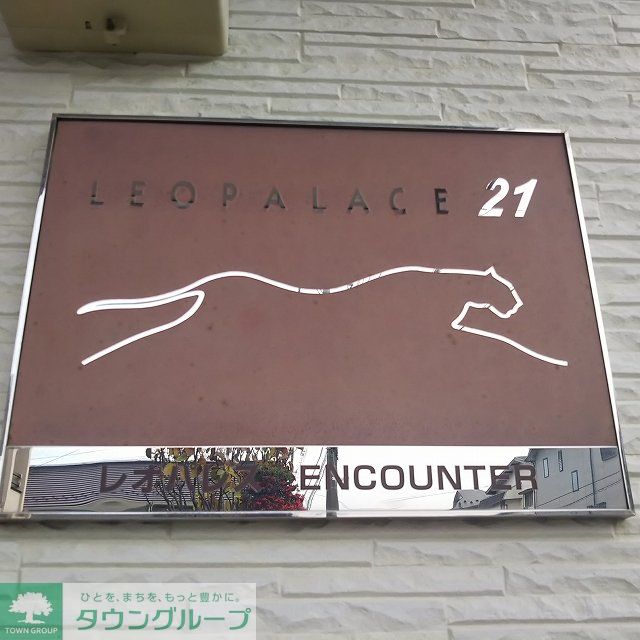 LEOPALACE 21
レオパレス ENCOUNTER
ひとを、まちを、もっと豊かに。
タウングループ
TOWN GROUP